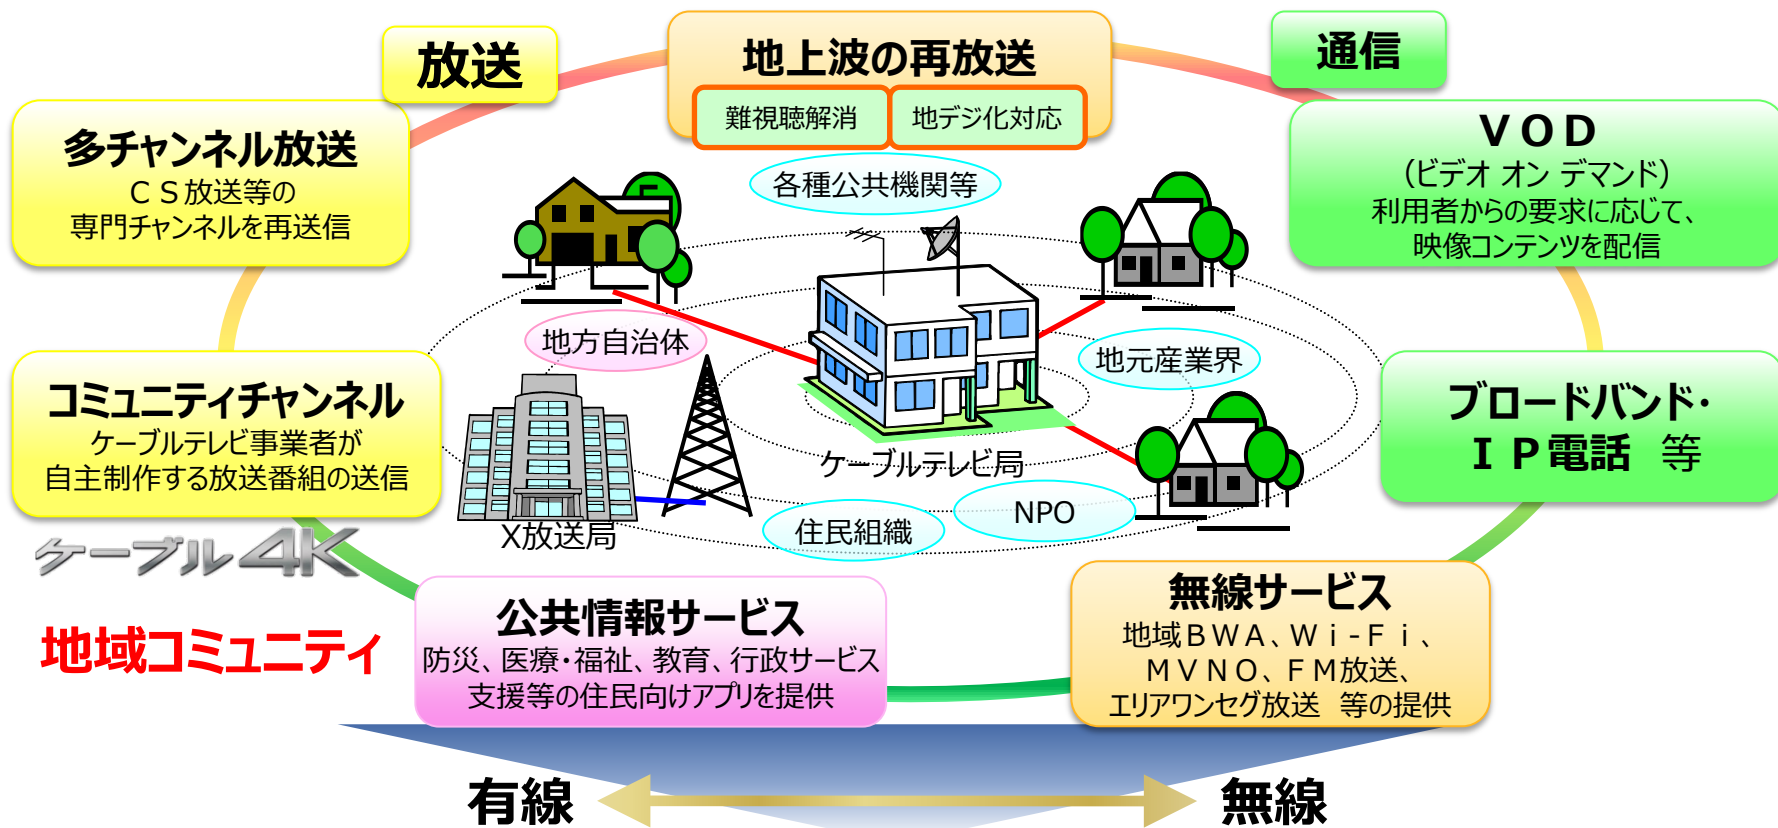 放送
地上波の再放送
難視聴解消
地デジ化対応
通信
多チャンネル放送
ＣＳ放送等の
専門チャンネルを再送信
ＶＯＤ
（ビデオ オン デマンド）
利用者からの要求に応じて、
映像コンテンツを配信
各種公共機関等
地方自治体
地元産業界
コミュニティチャンネル
ケーブルテレビ事業者が
自主制作する放送番組の送信
ブロードバンド・
ＩＰ電話　等
ケーブルテレビ局
NPO
住民組織
X放送局
ケーブル4K
地域コミュニティ
公共情報サービス
防災、医療・福祉、教育、行政サービス
支援等の住民向けアプリを提供
無線サービス
地域ＢＷＡ、Ｗｉ-Ｆｉ、
ＭＶＮＯ、ＦＭ放送、
エリアワンセグ放送　等の提供
有線
無線